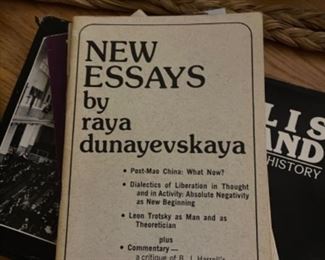 NEW
ESSAYS
by
raya
dunayevskaya
• Post-Mao China: What Now?
• Dialectics of Liberation in Thought
and in Activity: Absolute Negativity
as New Beginning
• Leon Trotsky as Man and as
Theoretician
plus
• Commentary—
a critique of
LIS
AND
HISTORY